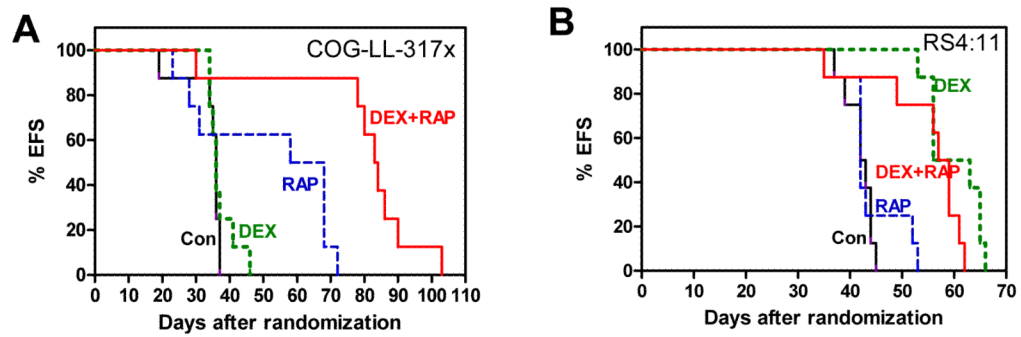 A
COG-LL-317x
% EFS
100
80
60
40
20
0
DEX+RAP
RAP
Con
DEX
0 10 20 30 40 50 60 70 80 90 100 110
Days after randomization
B
RS4:11
% EFS
100
80
60
40
20
0
DEX
DEX+RAP
RAP
Con
0 10 20 30 40 50 60 70
Days after randomization